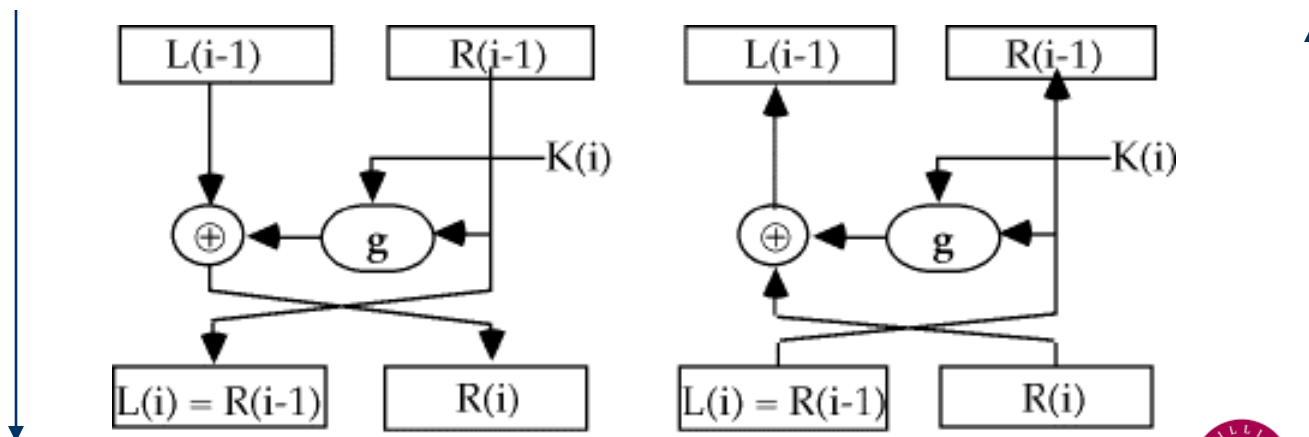 L(i-1) R(i-1) L(i-1) R(i-1)
K(i) K(i)
⊕ g ⊕ g
L(i) = R(i-1) R(i) L(i) = R(i-1) R(i)